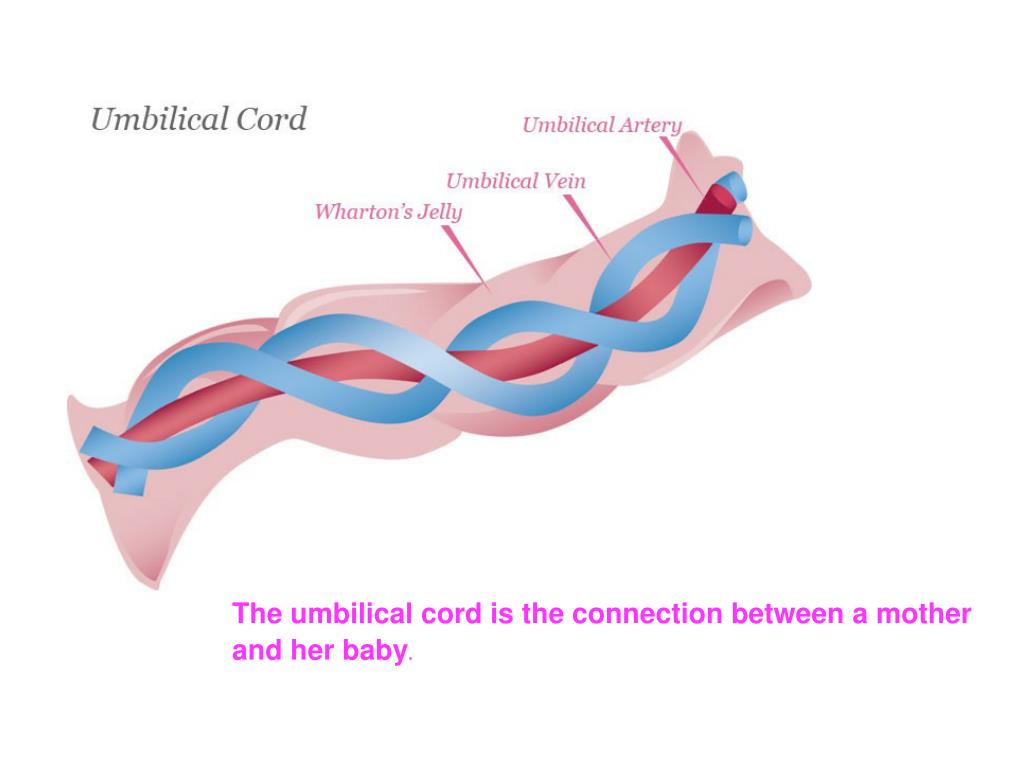 Umbilical Cord
Umbilical Artery
Umbilical Vein
Wharton's Jelly
The umbilical cord is the connection between a mother
and her baby.